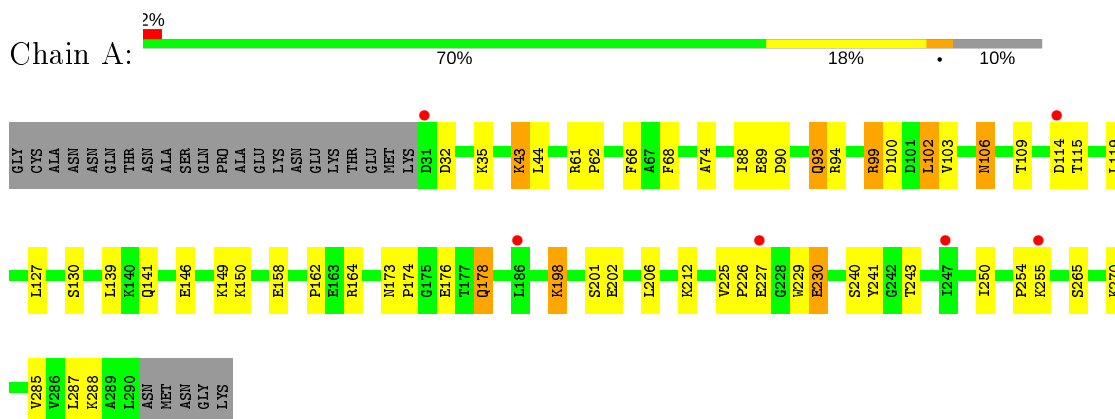 2%
Chain A:
70% 18% • 10%
GLY CYS ALA ASN ASN GLN THR ASN ALA SER GLN PRO ALA GLU LYS ASN GLU LYS THR GLU MET LYS D31 D32 K35 K43 L44 R61 P62 F66 A67 F68 A74 I88 E89 D90 Q93 R94 R99 D100 D101 L102 V103 N106 T109 D114 T115 L119
L127 S130 L139 K140 Q141 E146 K149 K150 E158 P162 E163 R164 N173 P174 G175 E176 T177 Q178 L186 K198 S201 E202 L206 K212 V225 P226 E227 G228 W229 E230 S240 Y241 G242 T243 I247 I250 P254 K255 S265 K270
V285 V286 L287 K288 A289 L290 ASN MET ASN GLY LYS